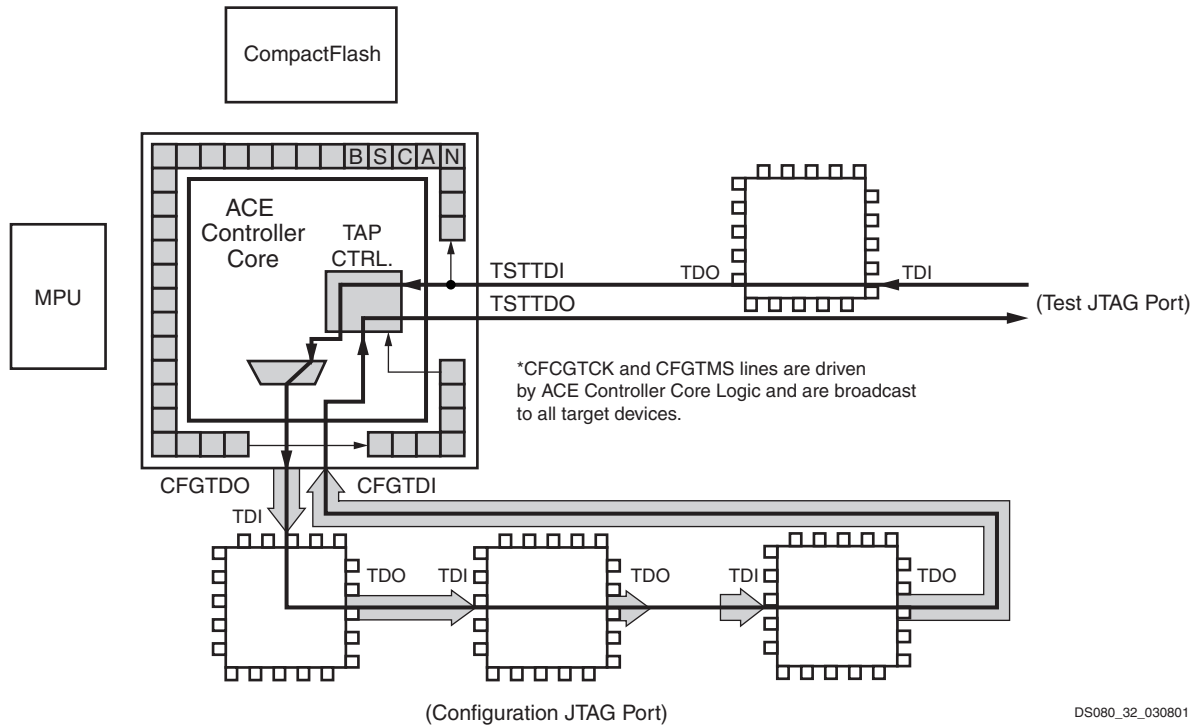 CompactFlash
B S C A N
ACE
Controller
Core
TAP
CTRL.
MPU
TSTTDI
TSTTDO
TDO
TDI
(Test JTAG Port)
*CFCGTCK and CFGTMS lines are driven
by ACE Controller Core Logic and are broadcast
to all target devices.
CFGTDO
CFGTDI
TDI
TDO
TDI
TDO
TDI
TDO
(Configuration JTAG Port)
DS080_32_030801